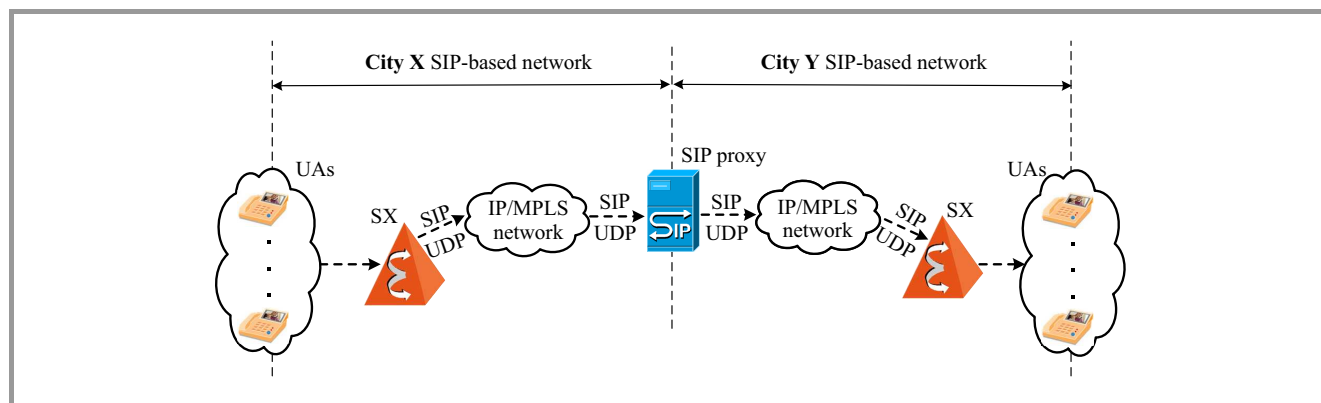 City X SIP-based network
City Y SIP-based network
UAs
SX
SIP
UDP
IP/MPLS
network
SIP
UDP
SIP proxy
SIP
SIP
UDP
IP/MPLS
network
SIP
UDP
SX
UAs